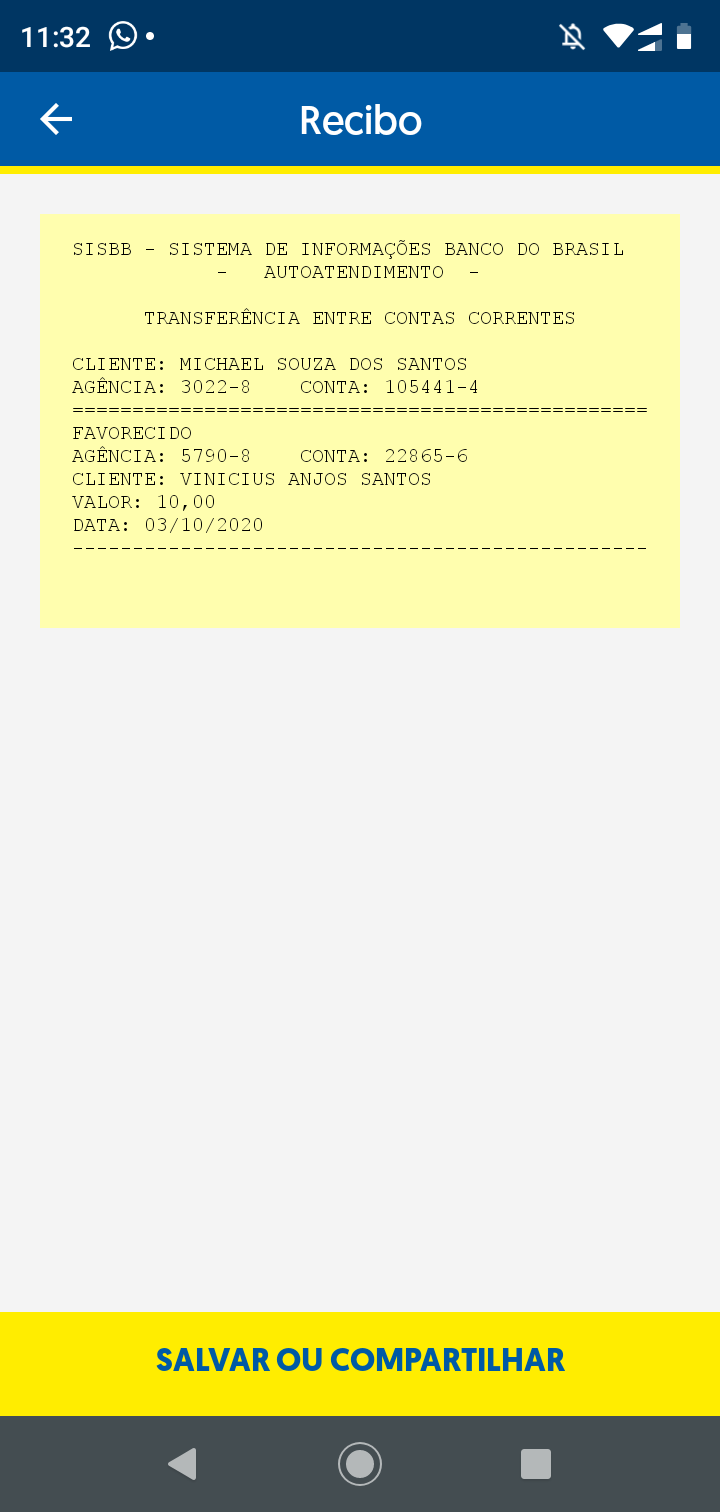 11:32
Recibo
SISBB - SISTEMA DE INFORMAÇÕES BANCO DO BRASIL
- AUTOATENDIMENTO -
TRANSFERÊNCIA ENTRE CONTAS CORRENTES
CLIENTE: MICHAEL SOUZA DOS SANTOS
AGÊNCIA: 3022-8 CONTA: 105441-4
================================================
FAVORECIDO
AGÊNCIA: 5790-8 CONTA: 22865-6
CLIENTE: VINICIUS ANJOS SANTOS
VALOR: 10,00
DATA: 03/10/2020
------------------------------------------------
SALVAR OU COMPARTILHAR